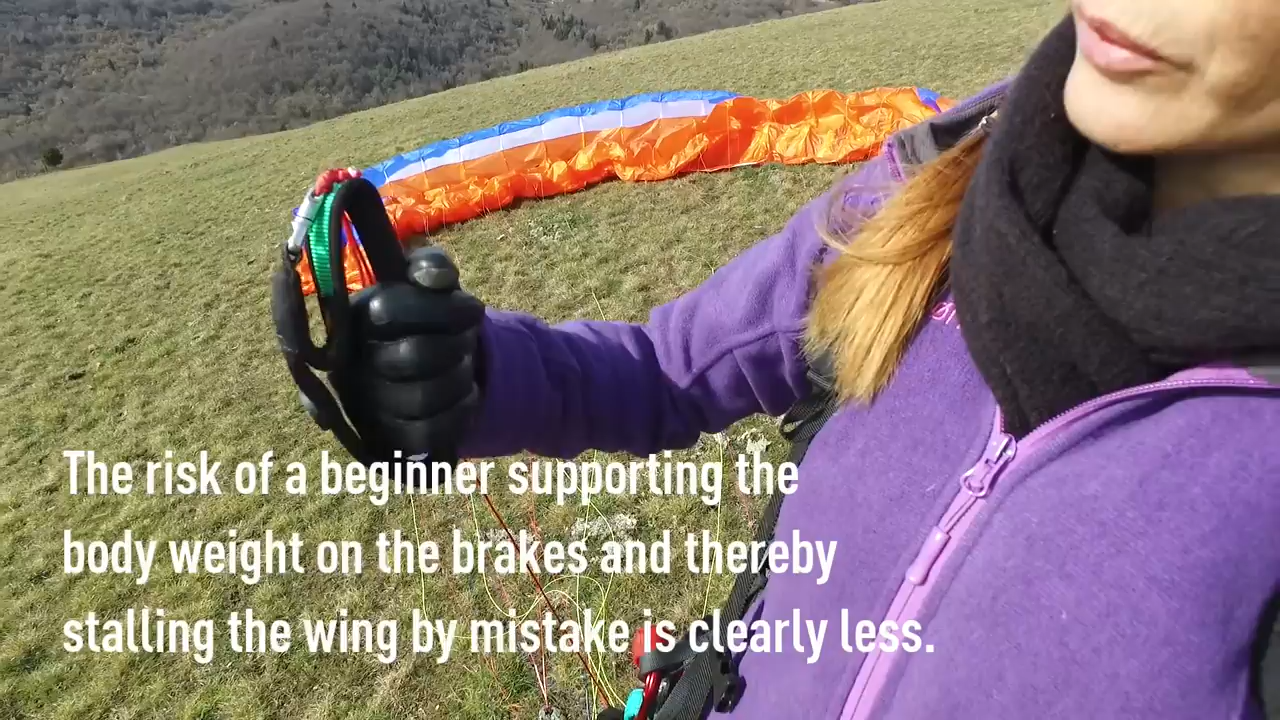 The risk of a beginner supporting the
body weight on the brakes and thereby
stalling the wing by mistake is clearly less.